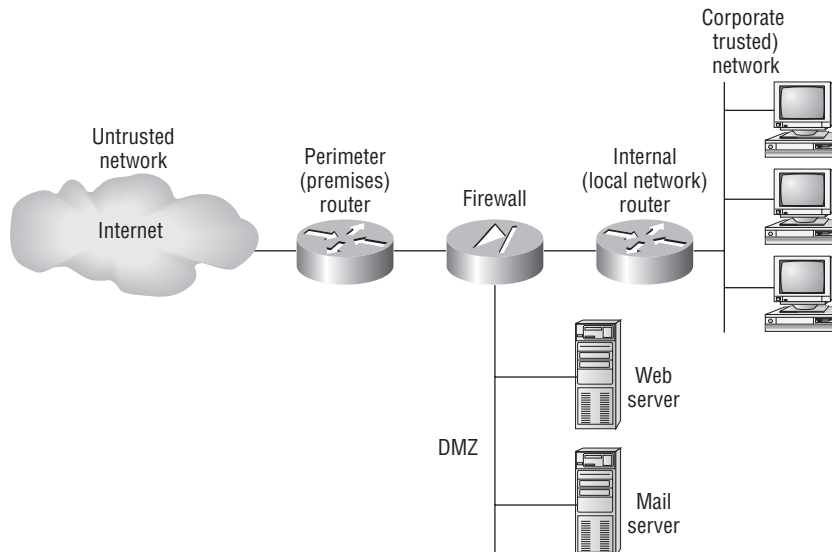 Corporate
trusted)
network
Untrusted
network
Internet
Perimeter
(premises)
router
Firewall
Internal
(local network)
router
Web
server
DMZ
Mail
server